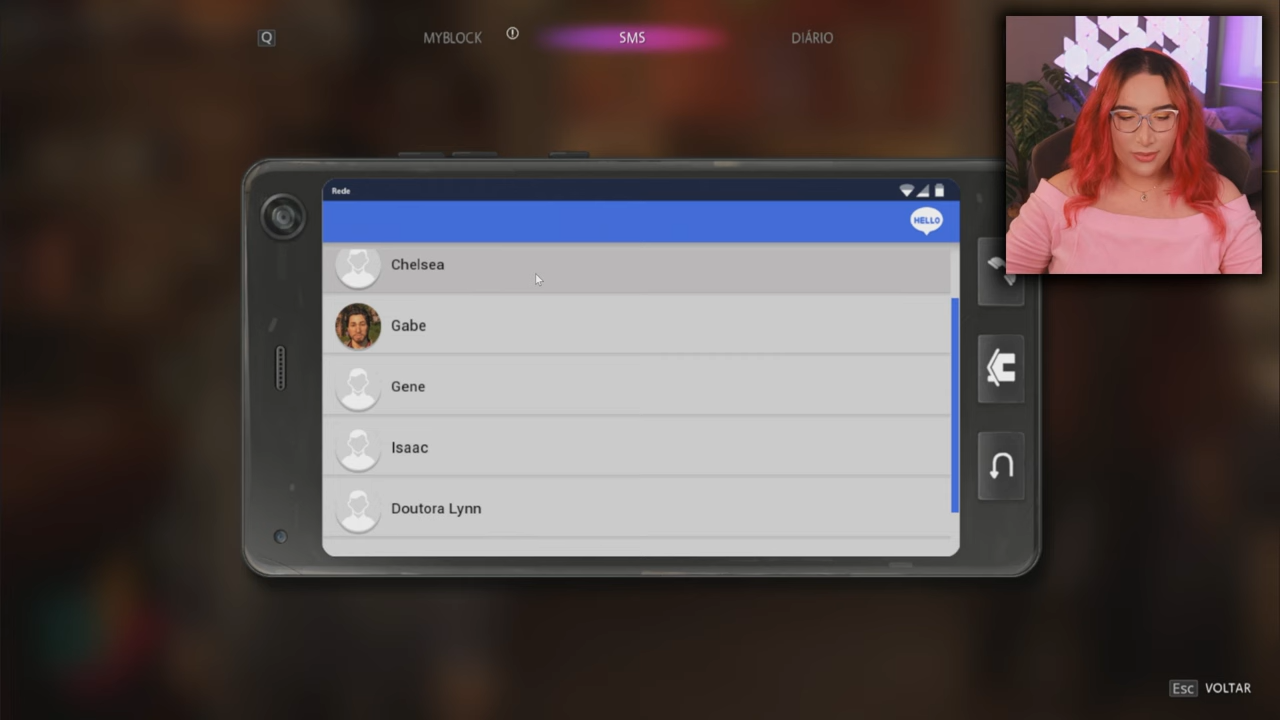 Q
MYBLOCK
SMS
DIÁRIO
Rede
HELLO
Chelsea
Gabe
Gene
Isaac
Doutora Lynn
Esc VOLTAR